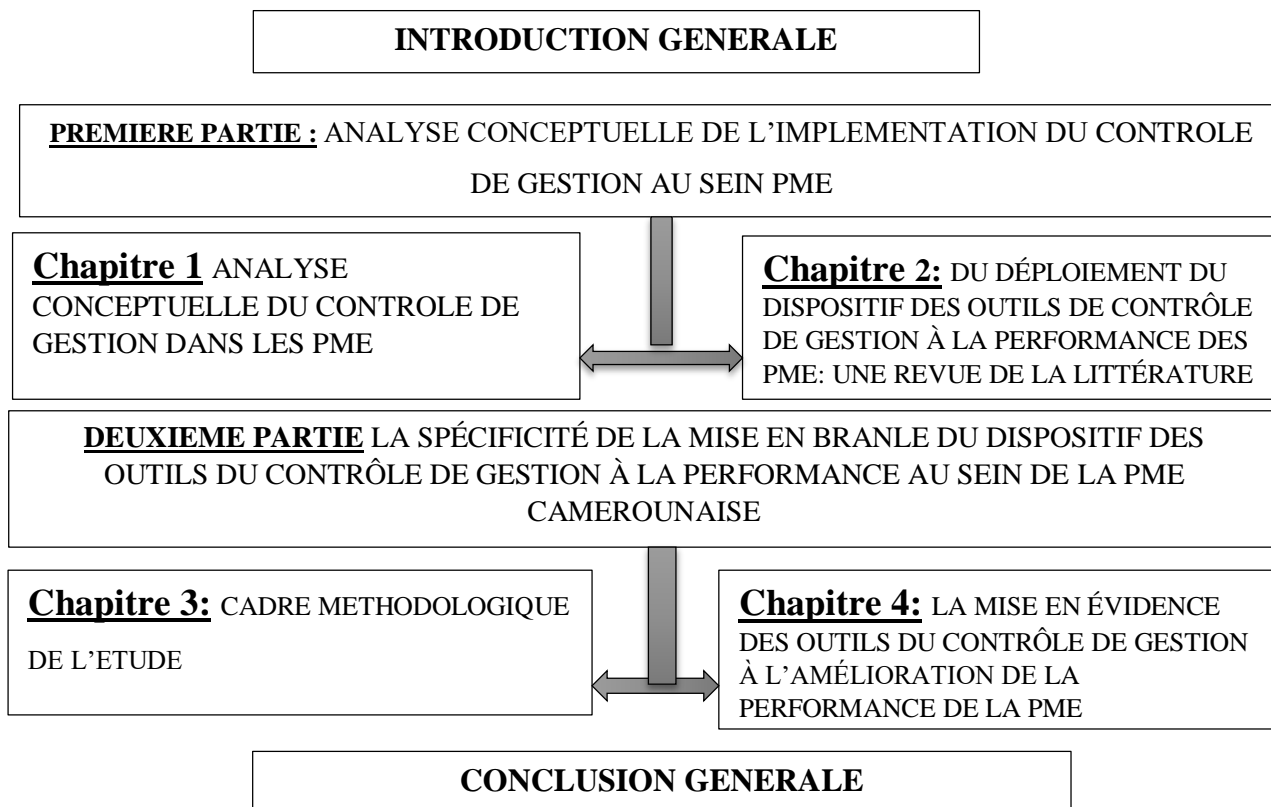 INTRODUCTION GENERALE
PREMIERE PARTIE : ANALYSE CONCEPTUELLE DE L’IMPLEMENTATION DU CONTROLE
DE GESTION AU SEIN PME
Chapitre 1 ANALYSE
CONCEPTUELLE DU CONTROLE DE
GESTION DANS LES PME
Chapitre 2: DU DÉPLOIEMENT DU
DISPOSITIF DES OUTILS DE CONTRÔLE
DE GESTION À LA PERFORMANCE DES
PME: UNE REVUE DE LA LITTÉRATURE
DEUXIEME PARTIE LA SPÉCIFICITÉ DE LA MISE EN BRANLE DU DISPOSITIF DES
OUTILS DU CONTRÔLE DE GESTION À LA PERFORMANCE AU SEIN DE LA PME
CAMEROUNAISE
Chapitre 3: CADRE METHODOLOGIQUE
DE L’ETUDE
Chapitre 4: LA MISE EN ÉVIDENCE
DES OUTILS DU CONTRÔLE DE GESTION
À L’AMÉLIORATION DE LA
PERFORMANCE DE LA PME
CONCLUSION GENERALE